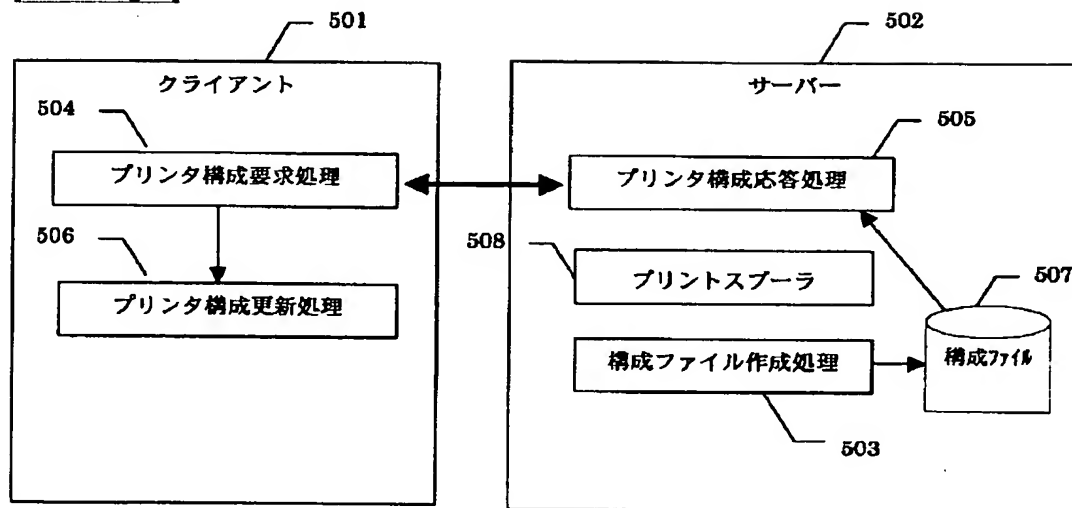 501
502
クライアント
サーバー
504
505
プリンタ構成要求処理
プリンタ構成応答処理
506
508
プリントスプーラ
507
プリンタ構成更新処理
構成ファイル作成処理
構成ファイル
503